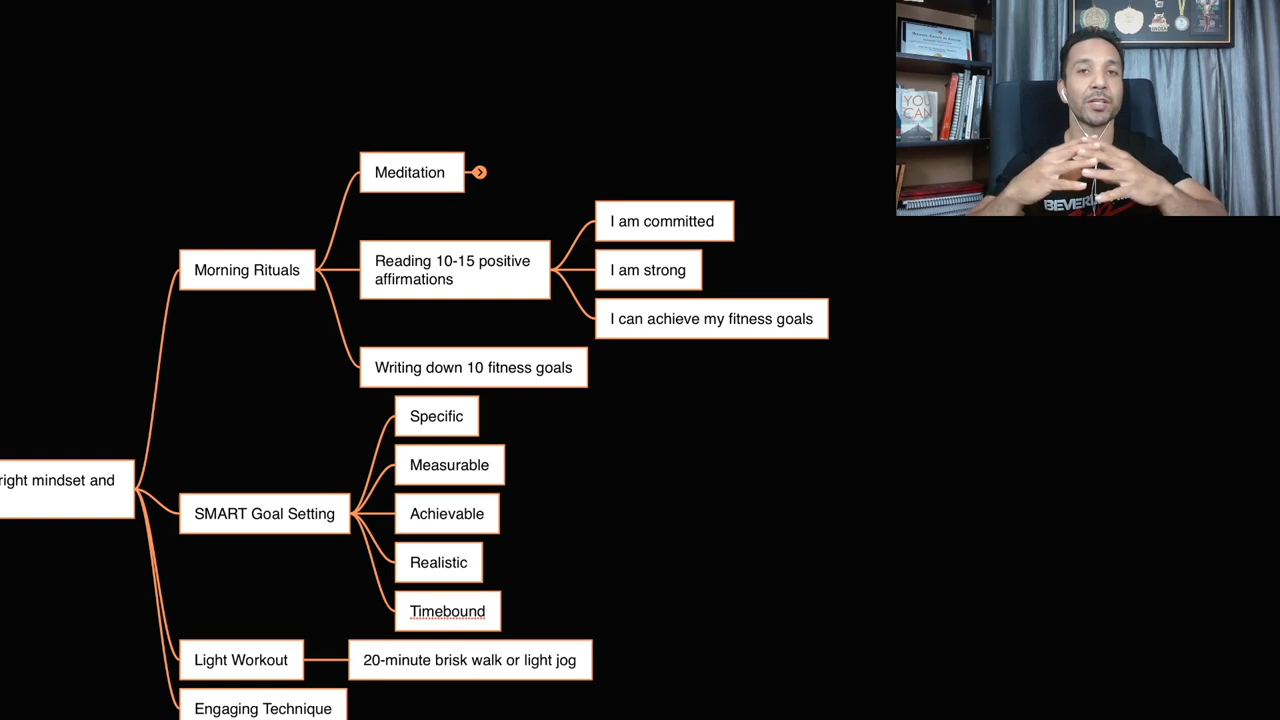 Meditation
I am committed
Reading 10-15 positive
affirmations
I am strong
Morning Rituals
I can achieve my fitness goals
Writing down 10 fitness goals
Specific
Measurable
right mindset and
SMART Goal Setting
Achievable
Realistic
Timebound
Light Workout
20-minute brisk walk or light jog
Engaging Technique
YOU
CAN